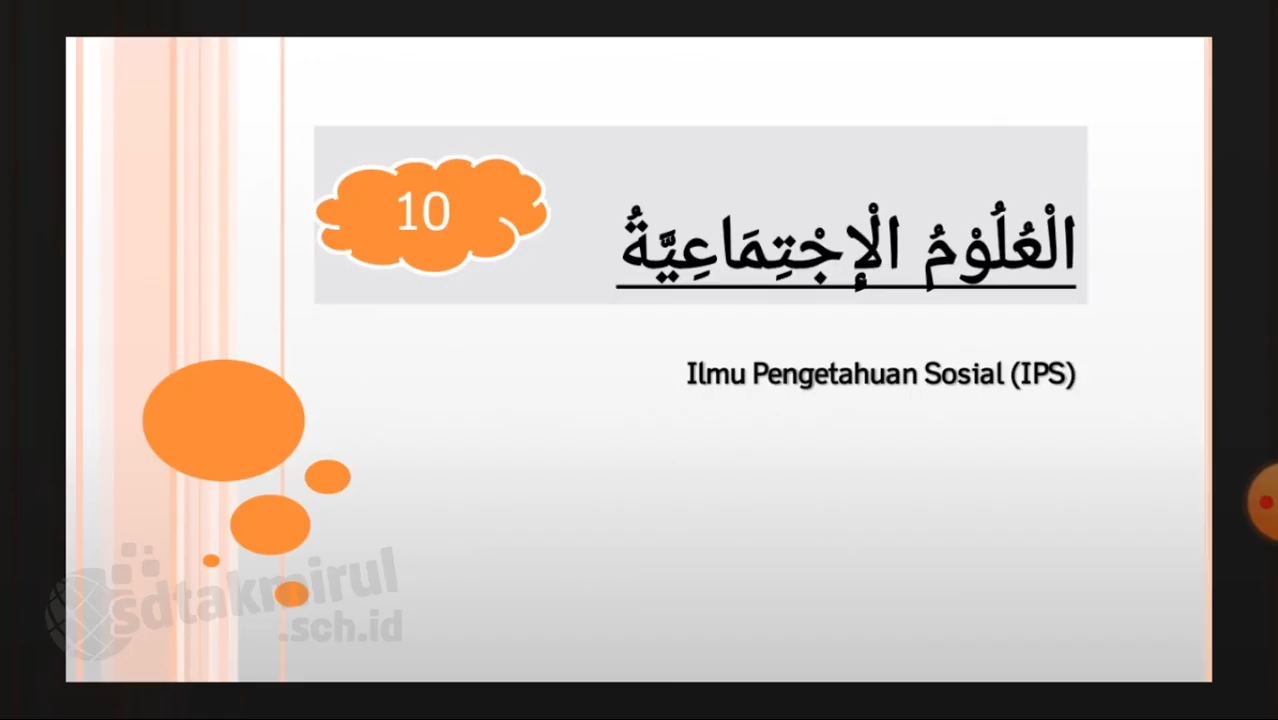 10
الْعُلُوْمُ الْإِجْتِمَاعِيَّةُ
Ilmu Pengetahuan Sosial (IPS)
sdtakmirul
.sch.id